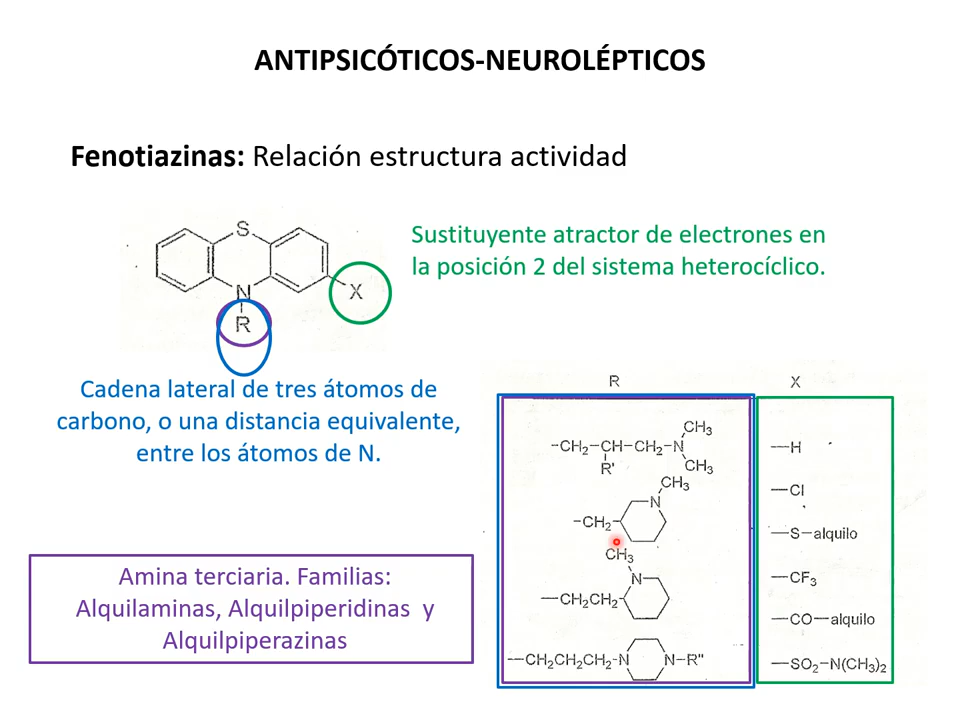 ANTIPSICÓTICOS-NEUROLÉPTICOS
Fenotiazinas: Relación estructura actividad
S
N
R
X
Sustituyente atractor de electrones en
la posición 2 del sistema heterocíclico.
Cadena lateral de tres átomos de
carbono, o una distancia equivalente,
entre los átomos de N.
Amina terciaria. Familias:
Alquilaminas, Alquilpiperidinas y
Alquilpiperazinas
R
X
CH3
—CH2—CH—CH2—N
R'
CH3
—H
CH3
N
—CH2
—Cl
—S—alquilo
CH3
N
—CH2CH2
—CF3
—CO—alquilo
—CH2CH2CH2—N N—R"
—SO2—N(CH3)2